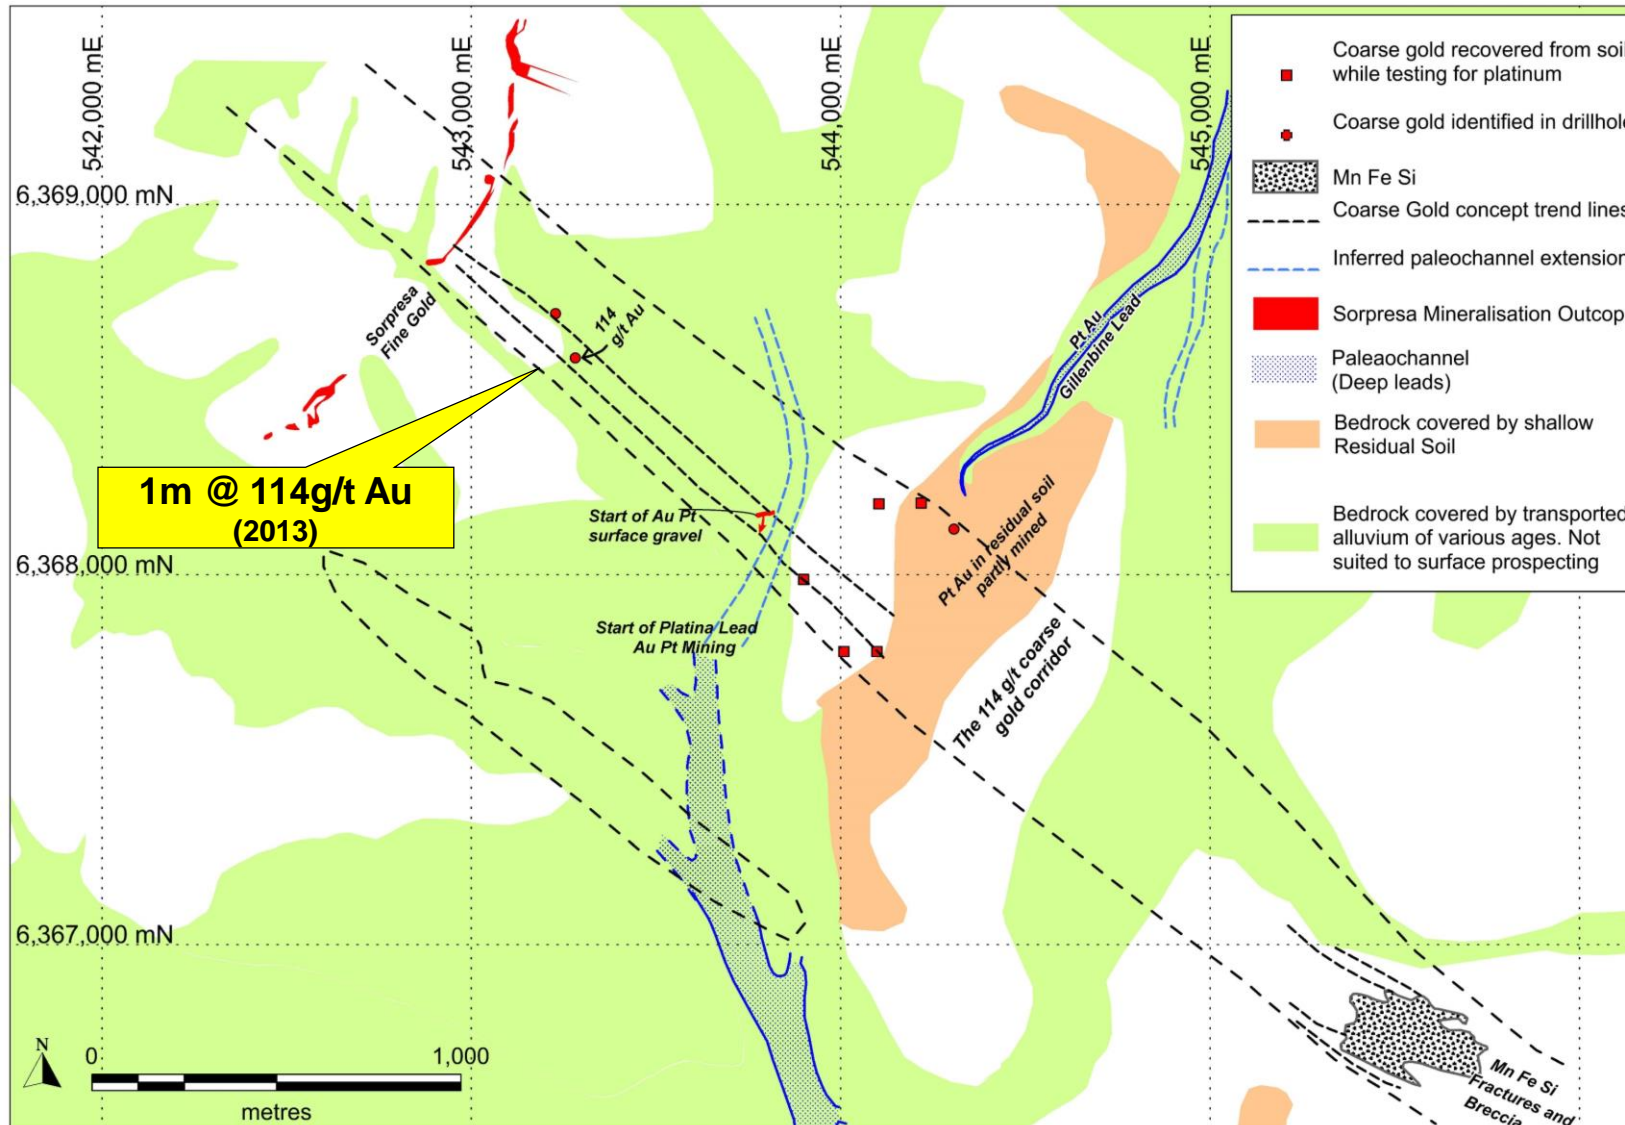 542,000 mE
543,000 mE
544,000 mE
545,000 mE
6,369,000 mN
6,368,000 mN
6,367,000 mN
Sorpresa
Fine Gold
114
g/t Au
1m @ 114g/t Au
(2013)
Start of Au Pt
surface gravel
Start of Platina Lead
Au Pt Mining
Pt Au
Gillenbine Lead
Pt Au in residual soil
partly mined
The 114 g/t coarse
gold corridor
Mn Fe Si
Fractures and
Breccia
N
0
1,000
metres
Coarse gold recovered from soil
while testing for platinum
Coarse gold identified in drillhole
Mn Fe Si
Coarse Gold concept trend lines
Inferred paleochannel extension
Sorpresa Mineralisation Outcop
Paleaochannel
(Deep leads)
Bedrock covered by shallow
Residual Soil
Bedrock covered by transported
alluvium of various ages. Not
suited to surface prospecting